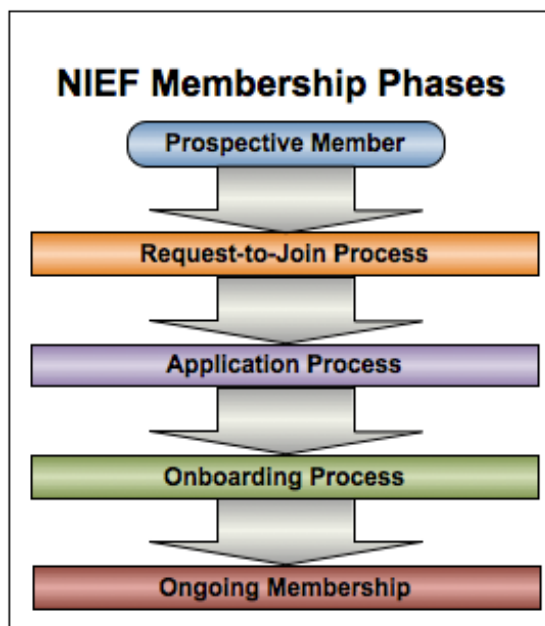 NIEF Membership Phases
Prospective Member
Request-to-Join Process
Application Process
Onboarding Process
Ongoing Membership